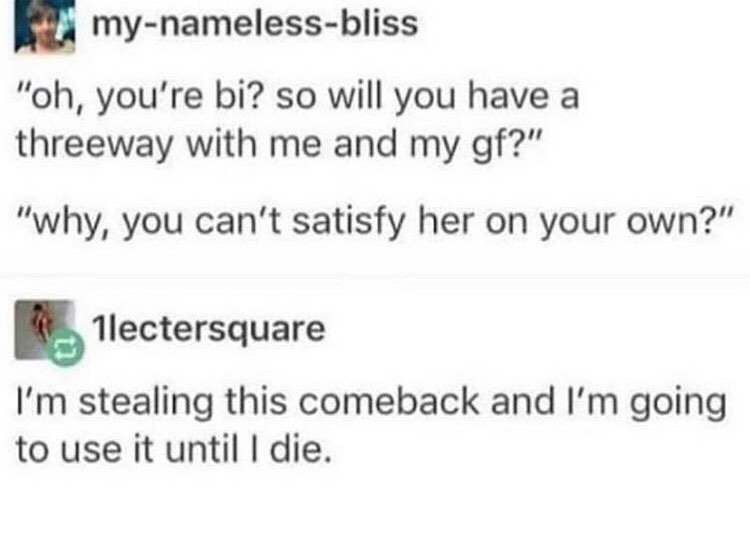 my-nameless-bliss
"oh, you're bi? so will you have a
threeway with me and my gf?"
"why, you can't satisfy her on your own?"
1lectersquare
I'm stealing this comeback and I'm going
to use it until I die.